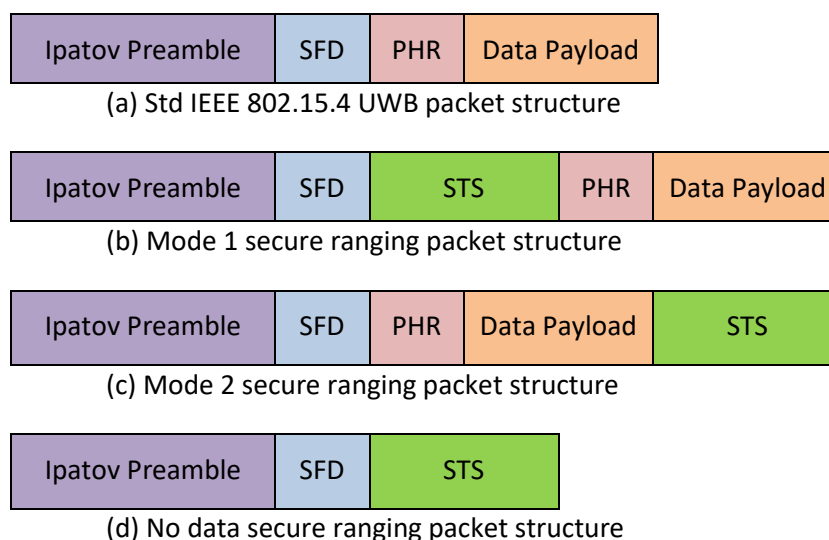 Ipatov Preamble SFD PHR Data Payload
(a) Std IEEE 802.15.4 UWB packet structure
Ipatov Preamble SFD STS PHR Data Payload
(b) Mode 1 secure ranging packet structure
Ipatov Preamble SFD PHR Data Payload STS
(c) Mode 2 secure ranging packet structure
Ipatov Preamble SFD STS
(d) No data secure ranging packet structure